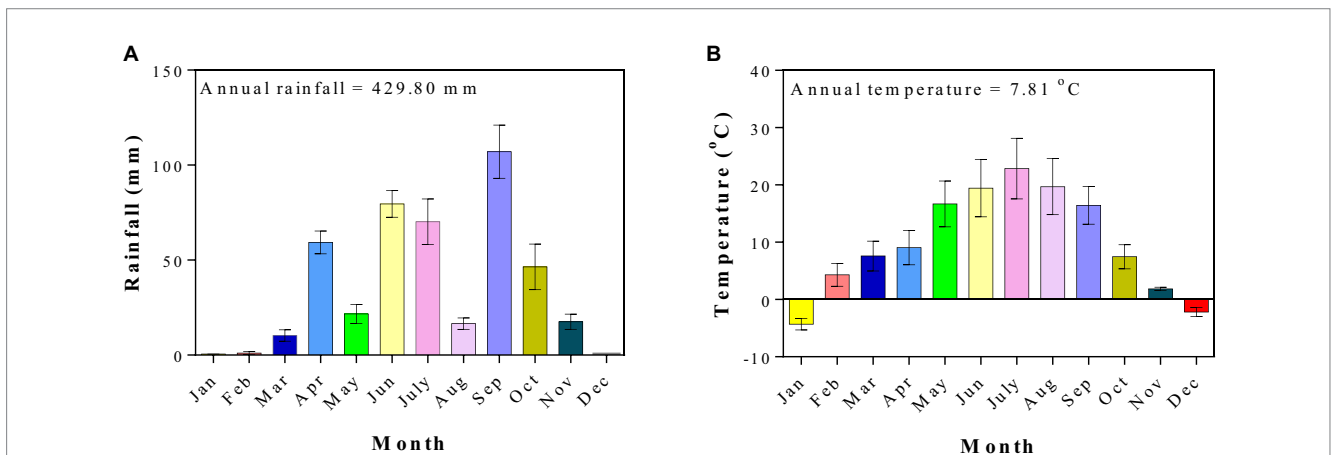 A
Annual rainfall = 429.80 mm
Rainfall (mm)
150
100
50
0
Jan
Feb
Mar
Apr
May
Jun
July
Aug
Sep
Oct
Nov
Dec
Month
B
Annual temperature = 7.81 °C
Temperature (°C)
40
30
20
10
0
-10
Jan
Feb
Mar
Apr
May
Jun
July
Aug
Sep
Oct
Nov
Dec
Month